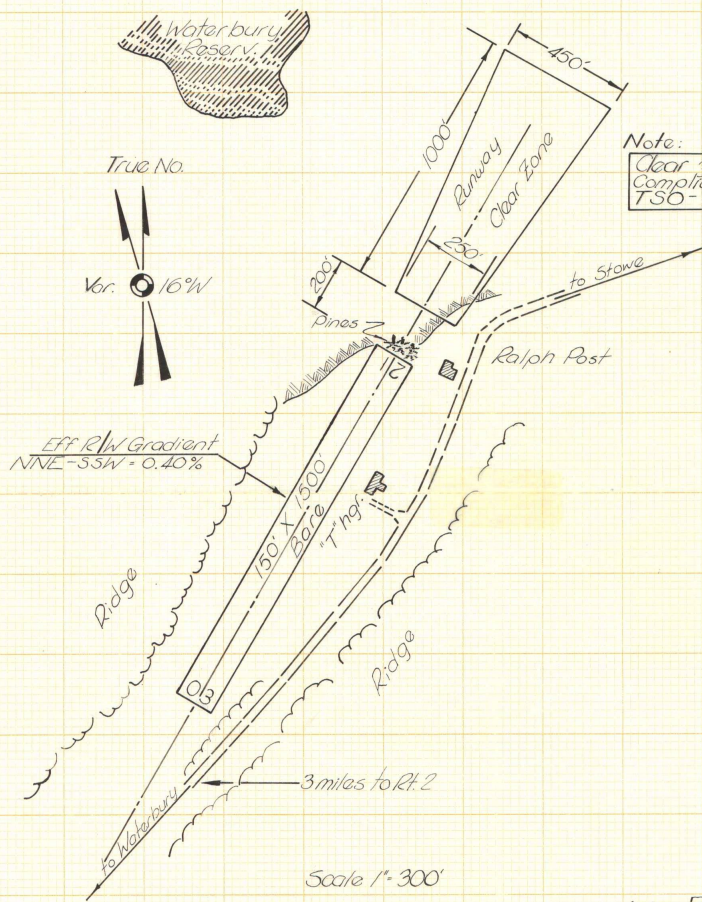 Waterbury
Reserv.
450'
1000'
Runway
Clear Zone
Note:
Clear
TSO-
True No.
250'
200'
Var. 16°W
to Stowe
Pines
Ralph Post
2
Eff R/W Gradient
NNE-SSW = 0.40%
150' X 1500'
Bare
"T" hgr.
Ridge
Ridge
03
3 miles to Rt. 2
to Waterbury
Scale 1" = 300'